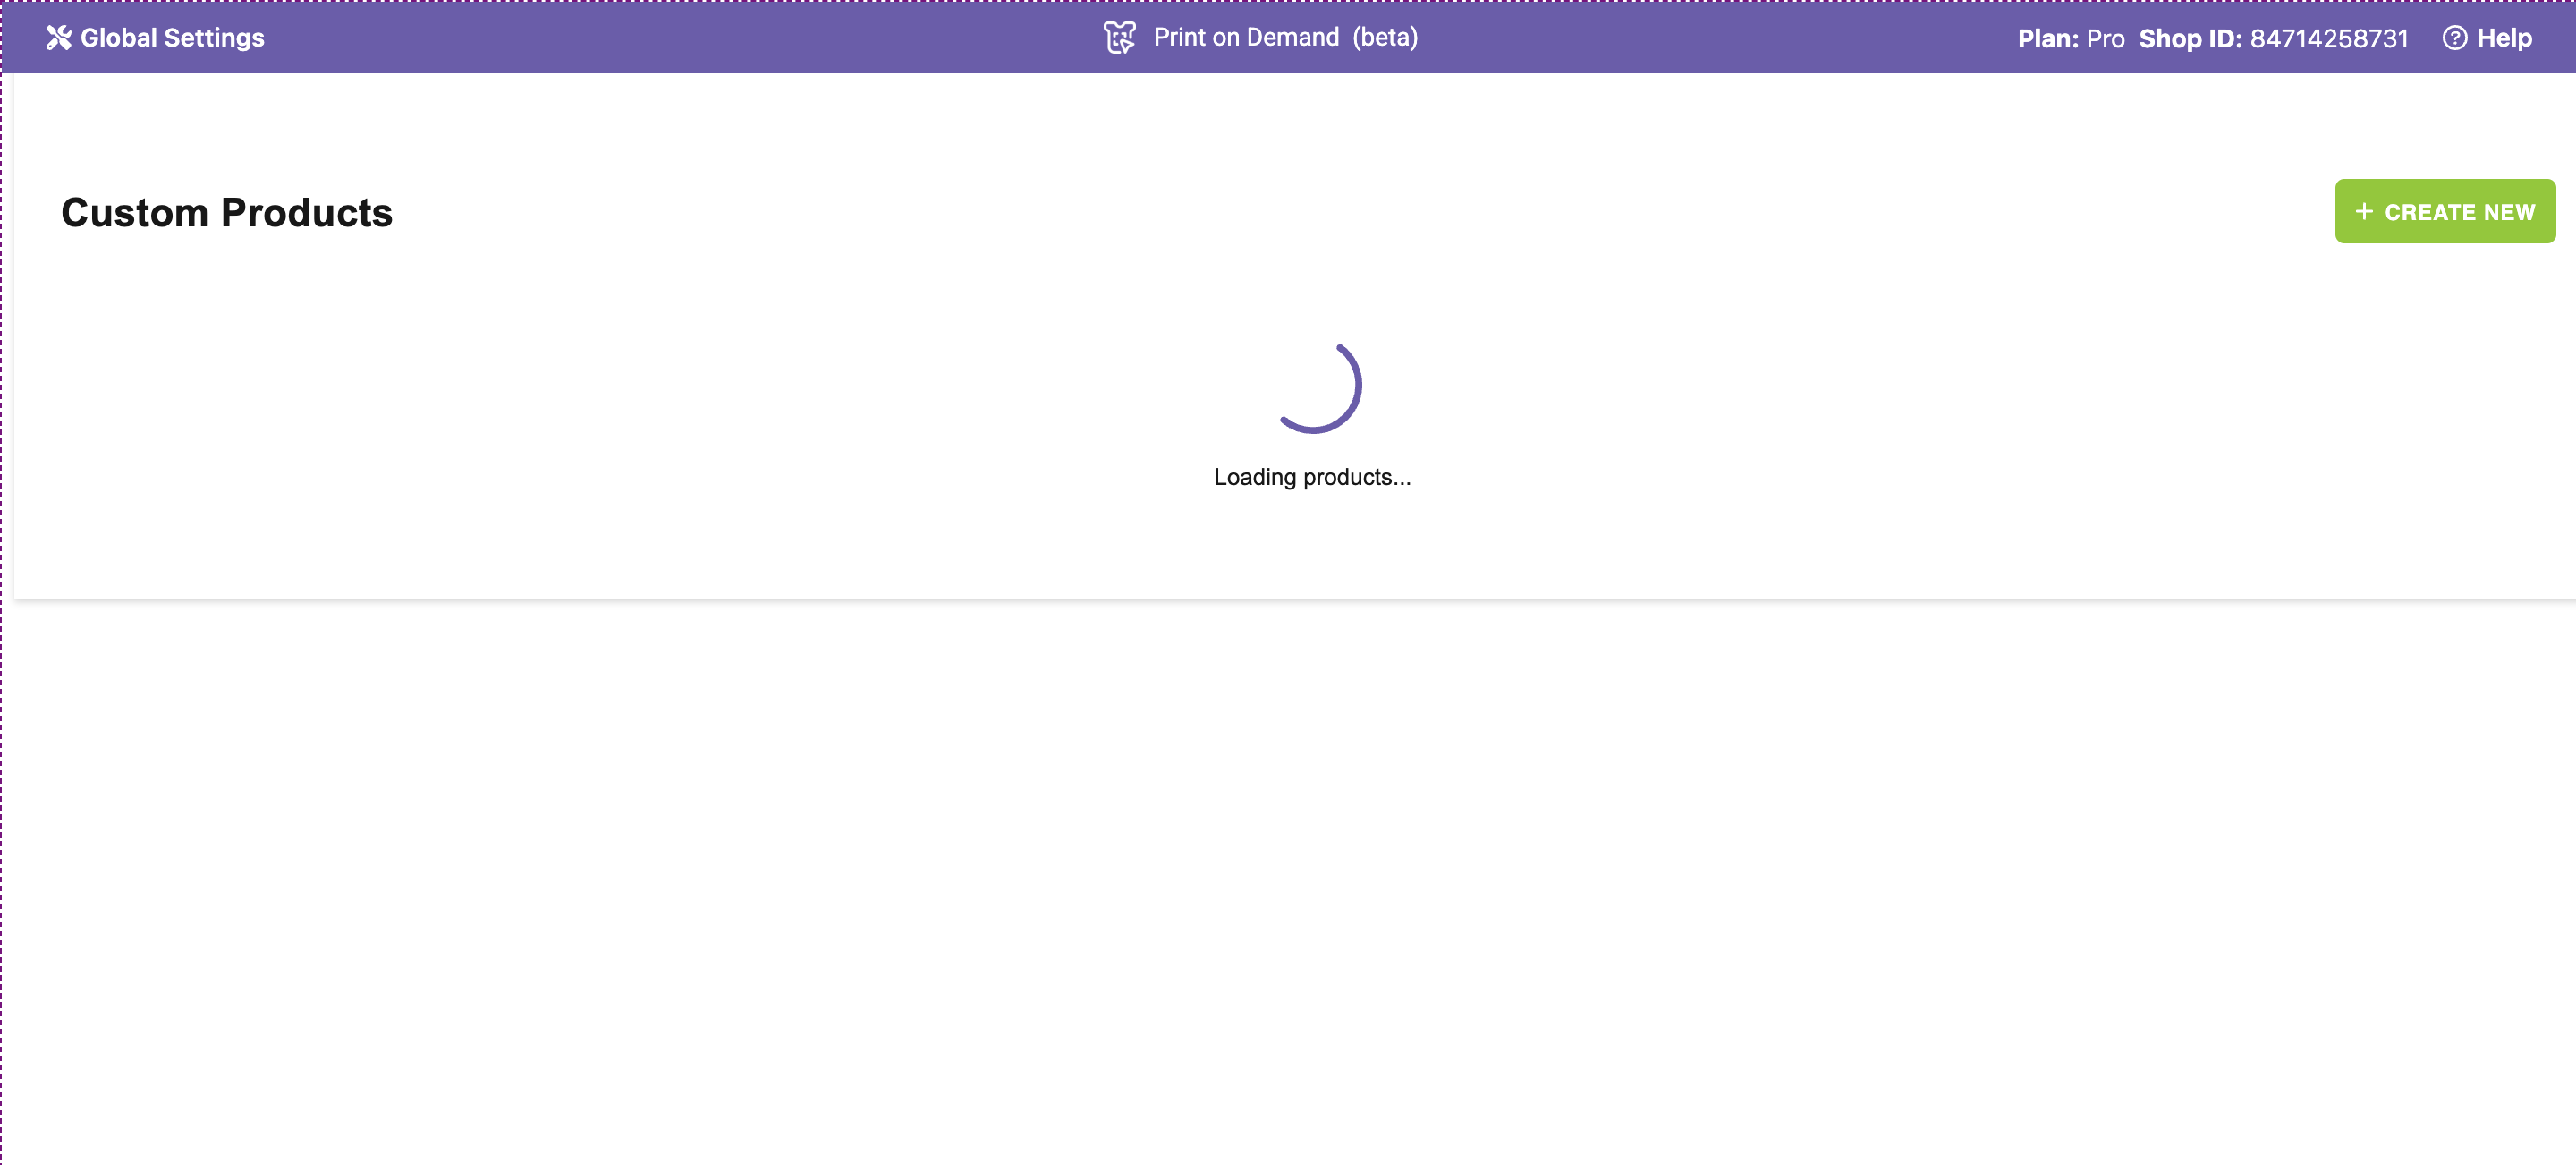 Global Settings
Print on Demand (beta)
Plan: Pro Shop ID: 84714258731
Help
Custom Products
+ CREATE NEW
Loading products...